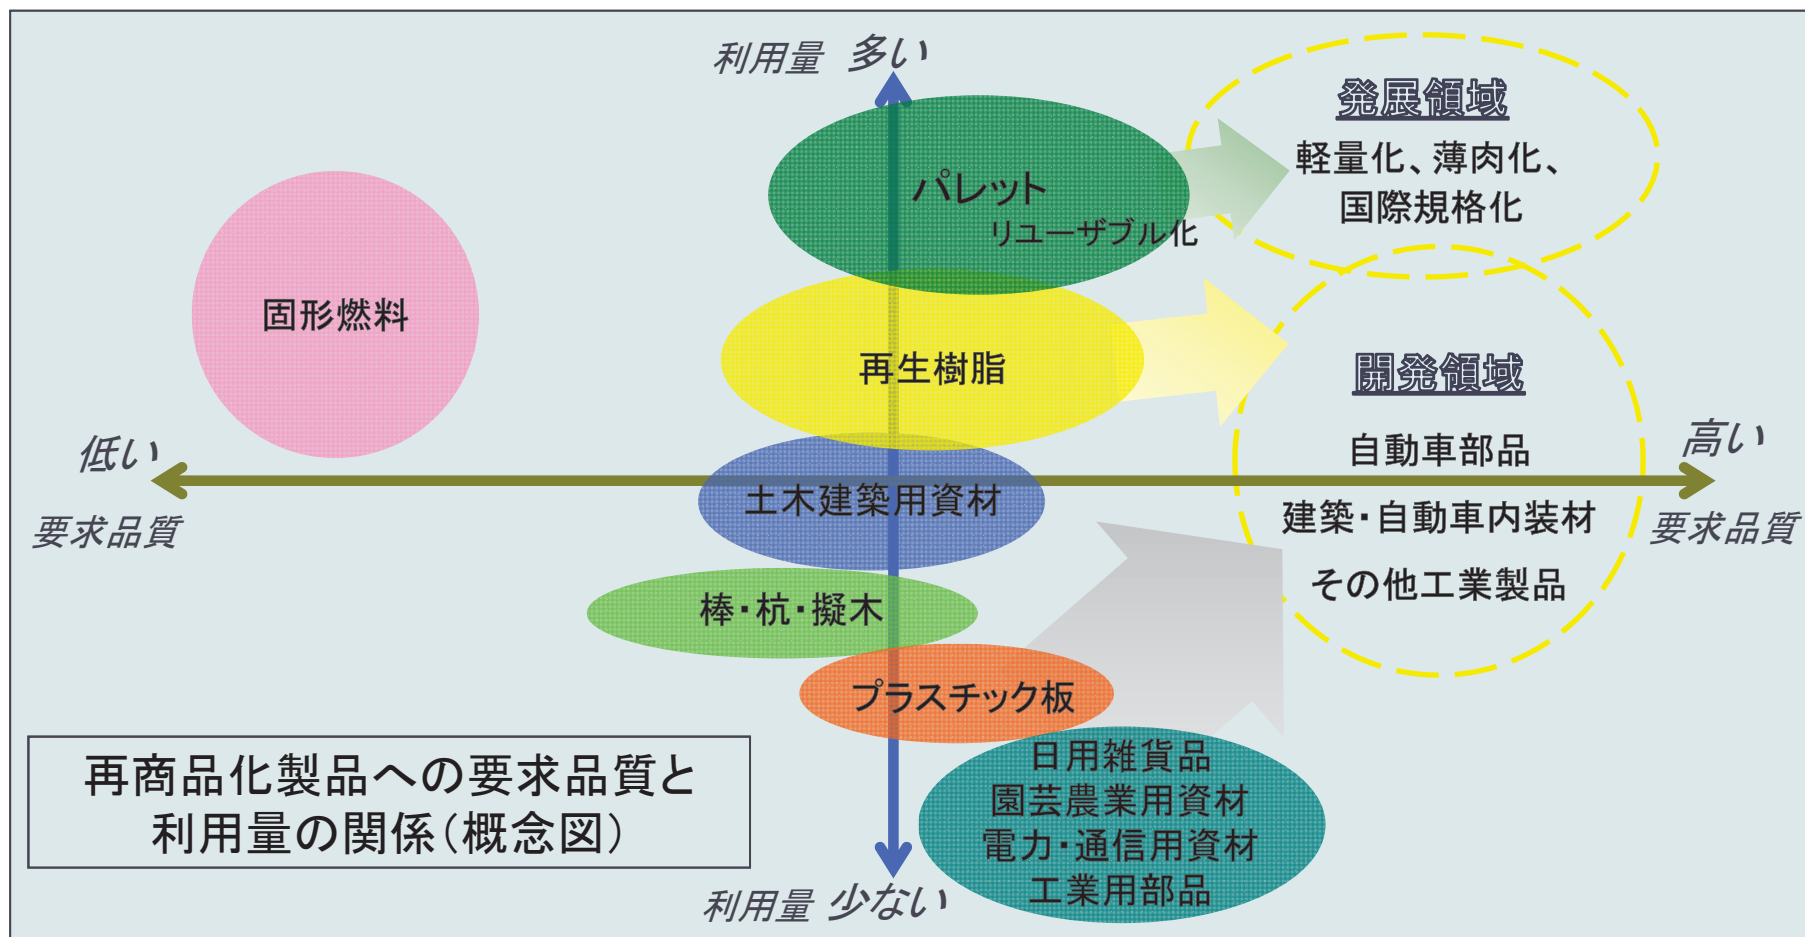 利用量 多い
発展領域
軽量化、薄肉化、
国際規格化
パレット
リユーザブル化
固形燃料
再生樹脂
開発領域
低い
高い
自動車部品
要求品質
土木建築用資材
建築・自動車内装材
要求品質
その他工業製品
棒・杭・擬木
プラスチック板
再商品化製品への要求品質と
利用量の関係（概念図）
日用雑貨品
園芸農業用資材
電力・通信用資材
工業用部品
利用量 少ない